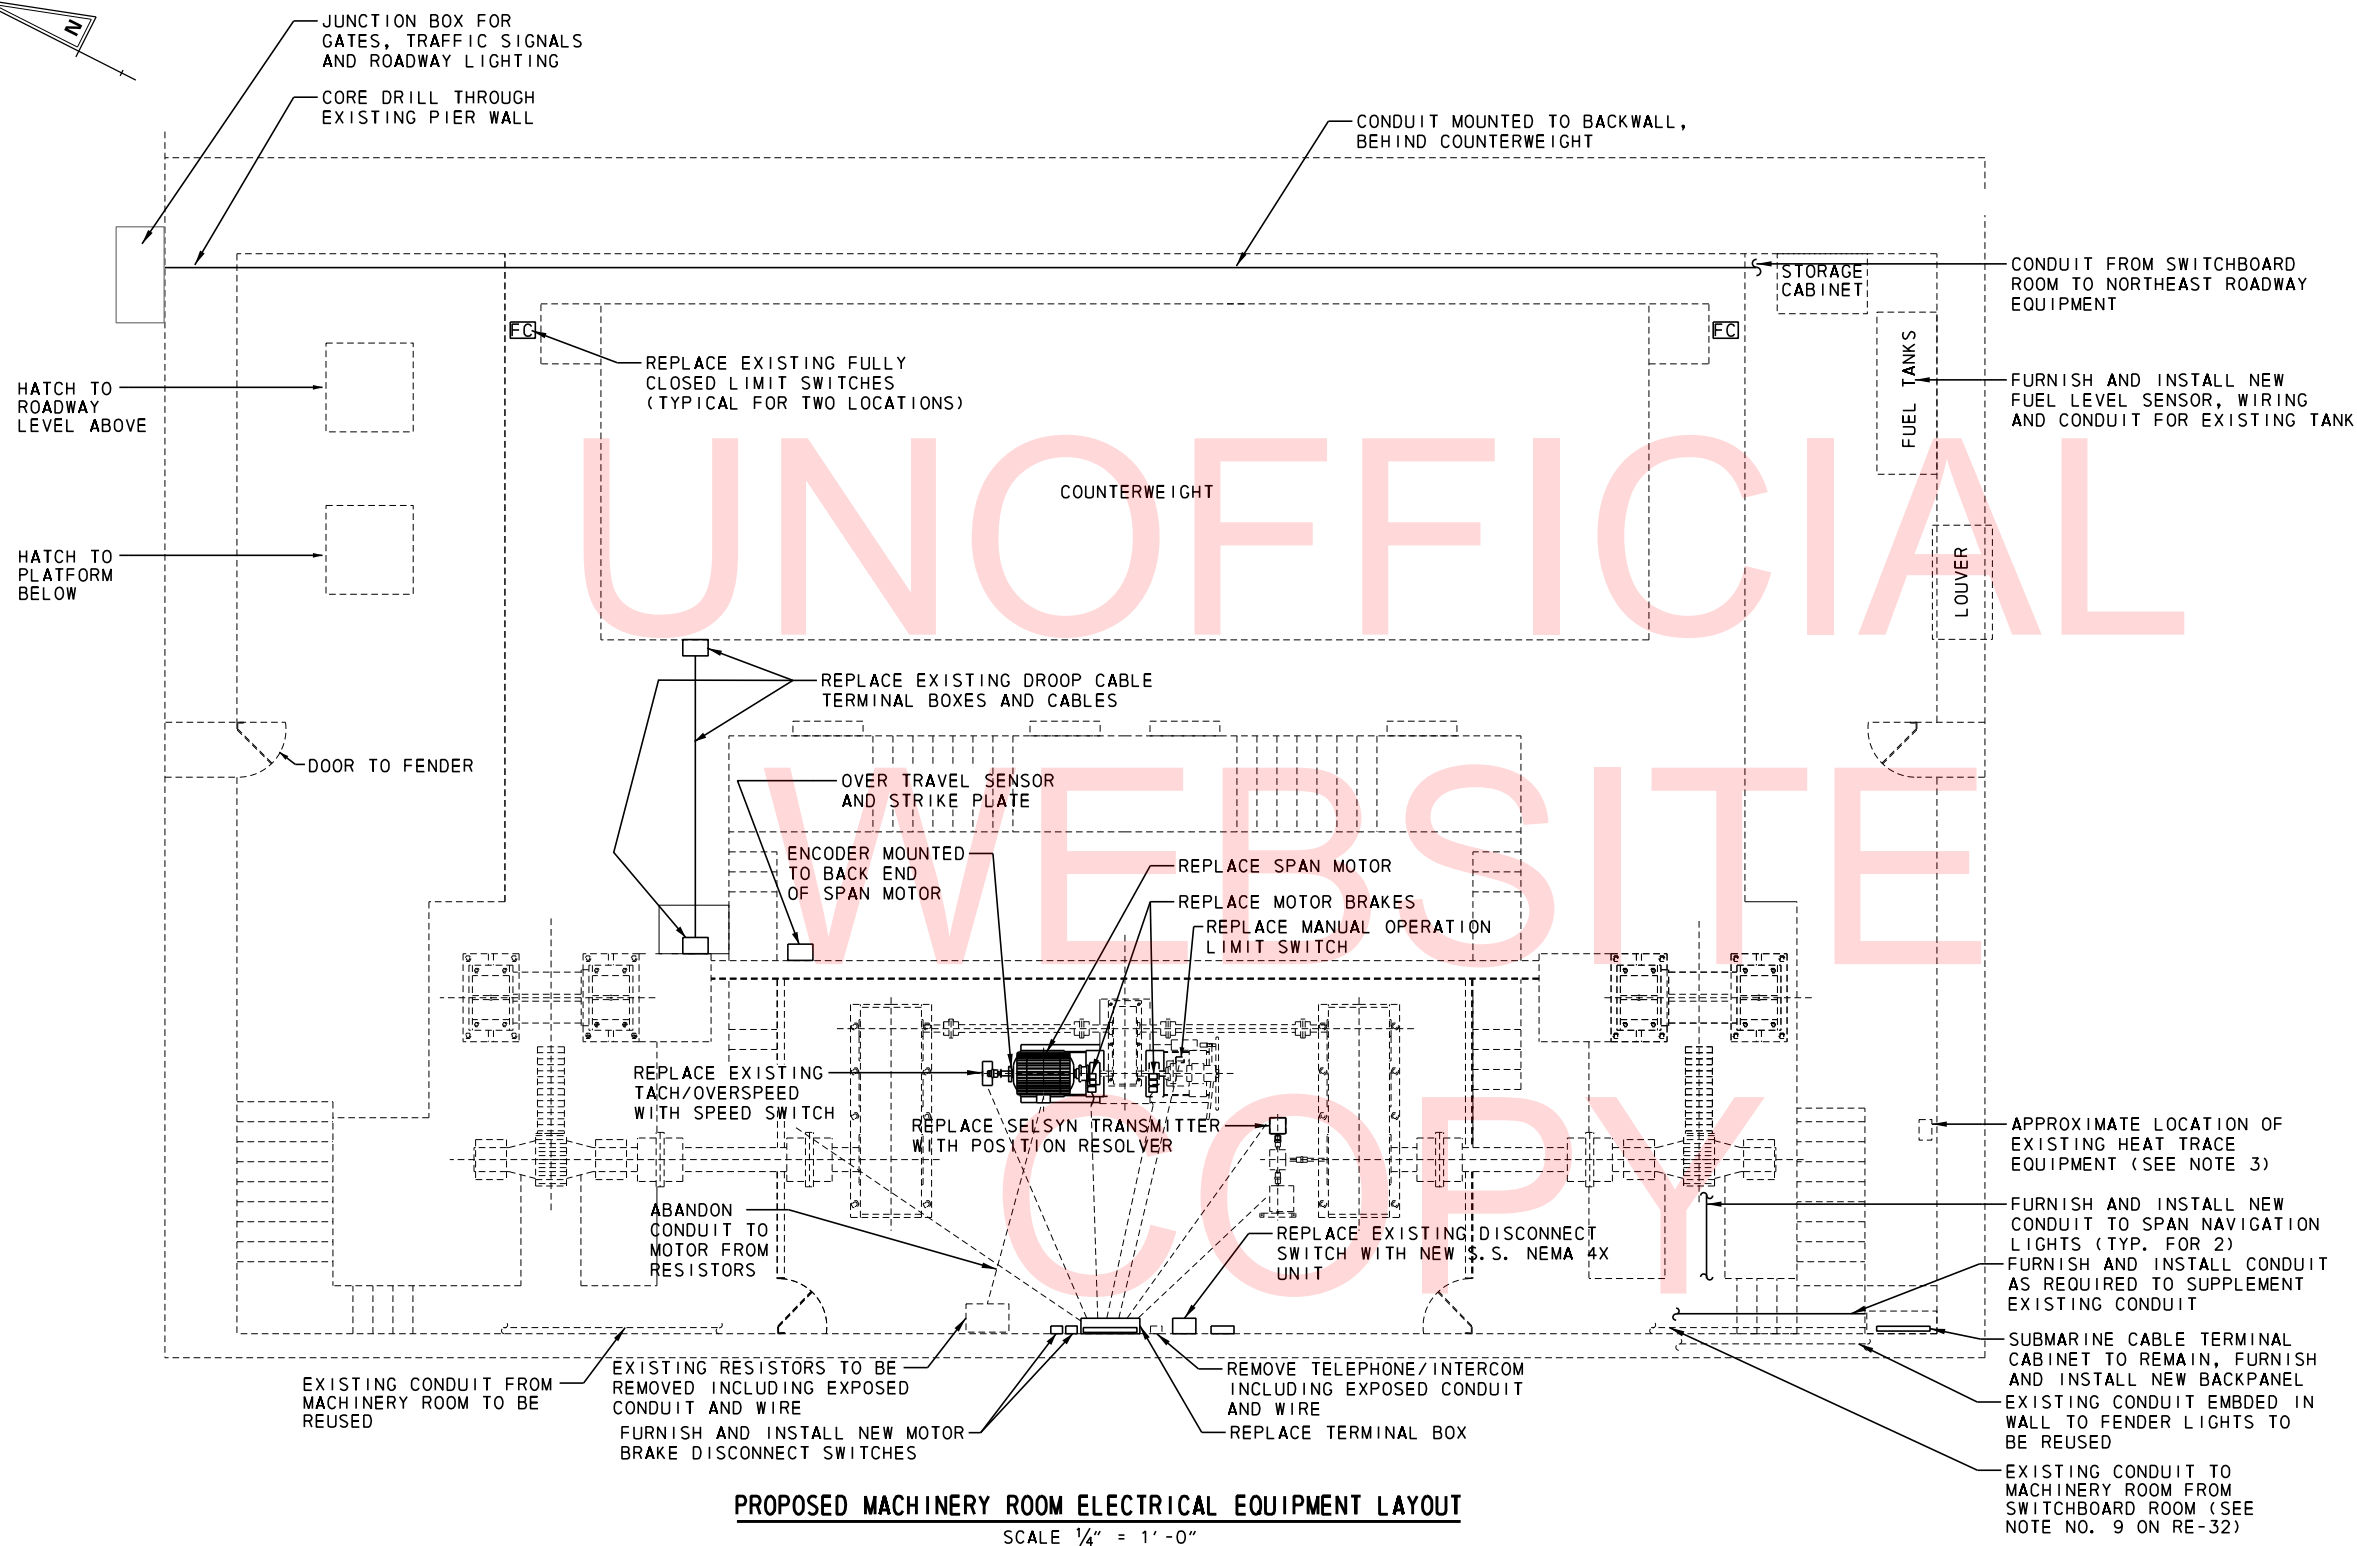 N
JUNCTION BOX FOR
GATES, TRAFFIC SIGNALS
AND ROADWAY LIGHTING
CORE DRILL THROUGH
EXISTING PIER WALL
CONDUIT MOUNTED TO BACKWALL,
BEHIND COUNTERWEIGHT
STORAGE
CABINET
CONDUIT FROM SWITCHBOARD
ROOM TO NORTHEAST ROADWAY
EQUIPMENT
FC
FC
REPLACE EXISTING FULLY
CLOSED LIMIT SWITCHES
(TYPICAL FOR TWO LOCATIONS)
HATCH TO
ROADWAY
LEVEL ABOVE
FUEL TANKS
FURNISH AND INSTALL NEW
FUEL LEVEL SENSOR, WIRING
AND CONDUIT FOR EXISTING TANK
COUNTERWEIGHT
UNOFFICIAL
WEBSITE
COPY
HATCH TO
PLATFORM
BELOW
LOUVER
REPLACE EXISTING DROOP CABLE
TERMINAL BOXES AND CABLES
DOOR TO FENDER
OVER TRAVEL SENSOR
AND STRIKE PLATE
ENCODER MOUNTED
TO BACK END
OF SPAN MOTOR
REPLACE SPAN MOTOR
REPLACE MOTOR BRAKES
REPLACE MANUAL OPERATION
LIMIT SWITCH
REPLACE EXISTING
TACH/OVERSPEED
WITH SPEED SWITCH
REPLACE SELSYN TRANSMITTER
WITH POSITION RESOLVER
APPROXIMATE LOCATION OF
EXISTING HEAT TRACE
EQUIPMENT (SEE NOTE 3)
ABANDON
CONDUIT TO
MOTOR FROM
RESISTORS
REPLACE EXISTING DISCONNECT
SWITCH WITH NEW S.S. NEMA 4X
UNIT
FURNISH AND INSTALL NEW
CONDUIT TO SPAN NAVIGATION
LIGHTS (TYP. FOR 2)
FURNISH AND INSTALL CONDUIT
AS REQUIRED TO SUPPLEMENT
EXISTING CONDUIT
SUBMARINE CABLE TERMINAL
CABINET TO REMAIN, FURNISH
AND INSTALL NEW BACKPANEL
EXISTING CONDUIT EMBDED IN
WALL TO FENDER LIGHTS TO
BE REUSED
EXISTING CONDUIT TO
MACHINERY ROOM FROM
SWITCHBOARD ROOM (SEE
NOTE NO. 9 ON RE-32)
EXISTING CONDUIT FROM
MACHINERY ROOM TO BE
REUSED
EXISTING RESISTORS TO BE
REMOVED INCLUDING EXPOSED
CONDUIT AND WIRE
FURNISH AND INSTALL NEW MOTOR
BRAKE DISCONNECT SWITCHES
REMOVE TELEPHONE/INTERCOM
INCLUDING EXPOSED CONDUIT
AND WIRE
REPLACE TERMINAL BOX
PROPOSED MACHINERY ROOM ELECTRICAL EQUIPMENT LAYOUT
SCALE ¼" = 1'-0"